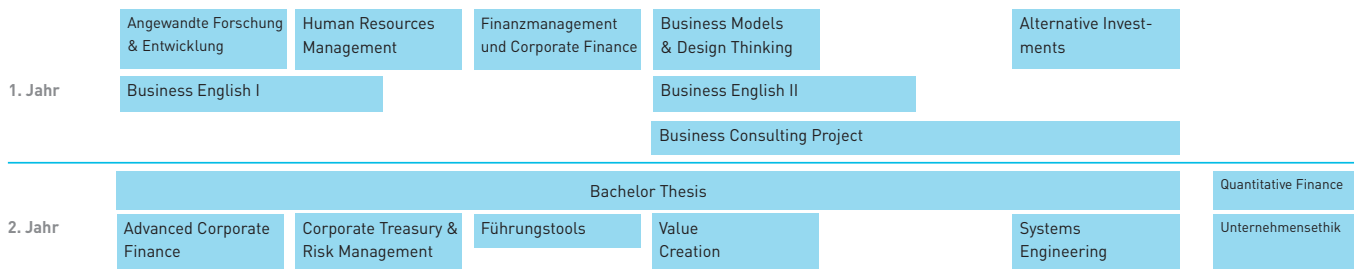 Angewandte Forschung
& Entwicklung
Human Resources
Management
Finanzmanagement
und Corporate Finance
Business Models
& Design Thinking
Alternative Invest-
ments
1. Jahr
Business English I
Business English II
Business Consulting Project
Bachelor Thesis
Quantitative Finance
2. Jahr
Advanced Corporate
Finance
Corporate Treasury &
Risk Management
Führungstools
Value
Creation
Systems
Engineering
Unternehmensethik